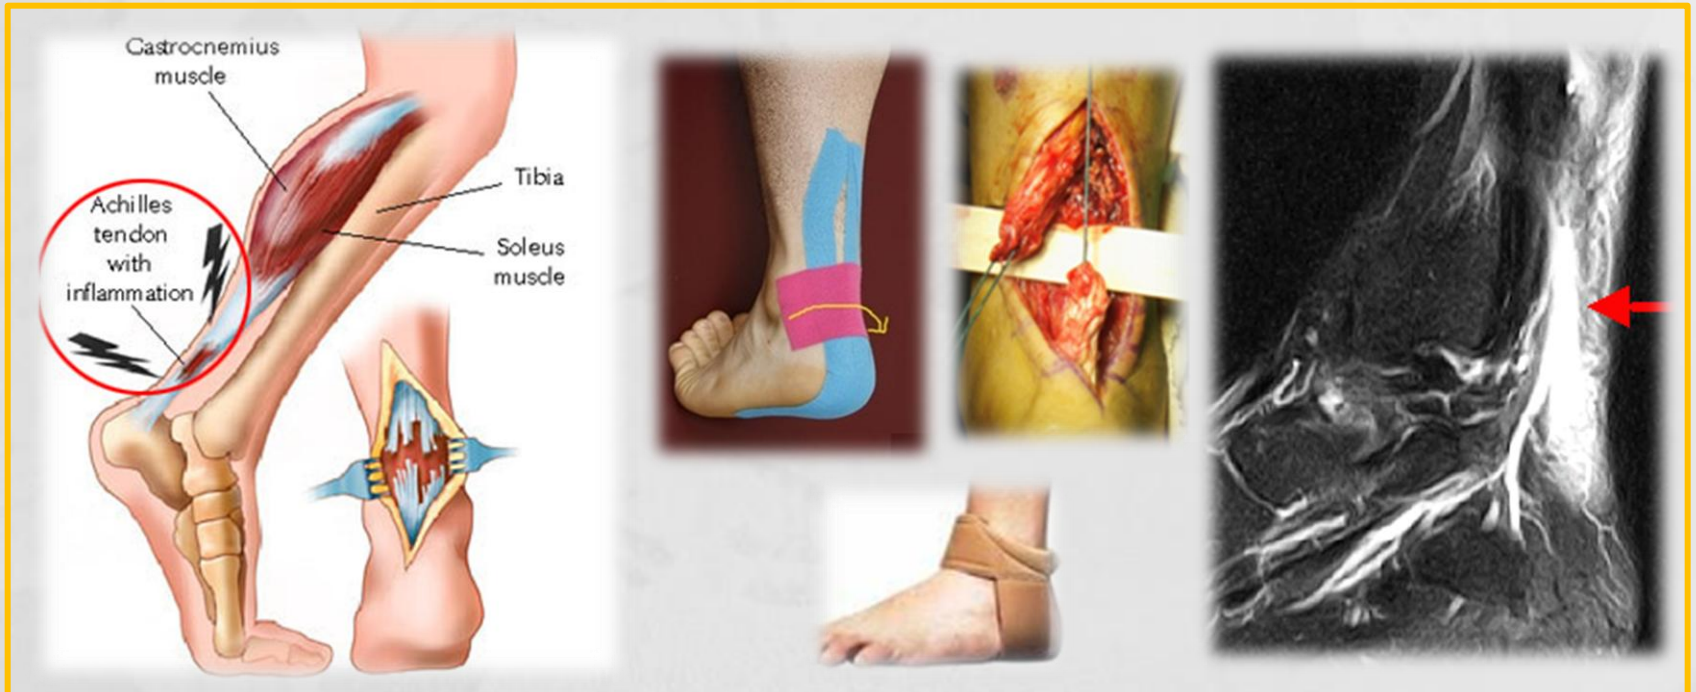 Gastrocnemius
muscle
Tibia
Achilles
tendon
with
inflammation
Soleus
muscle